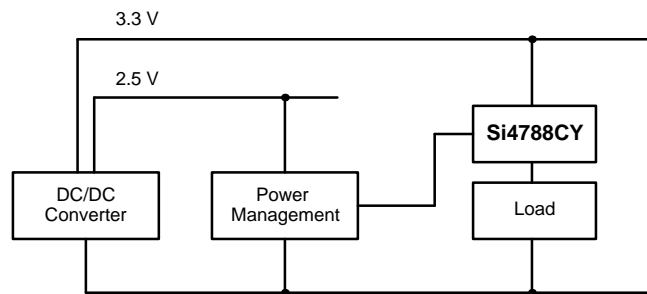 3.3 V
2.5 V
Si4788CY
DC/DC
Converter
Power
Management
Load